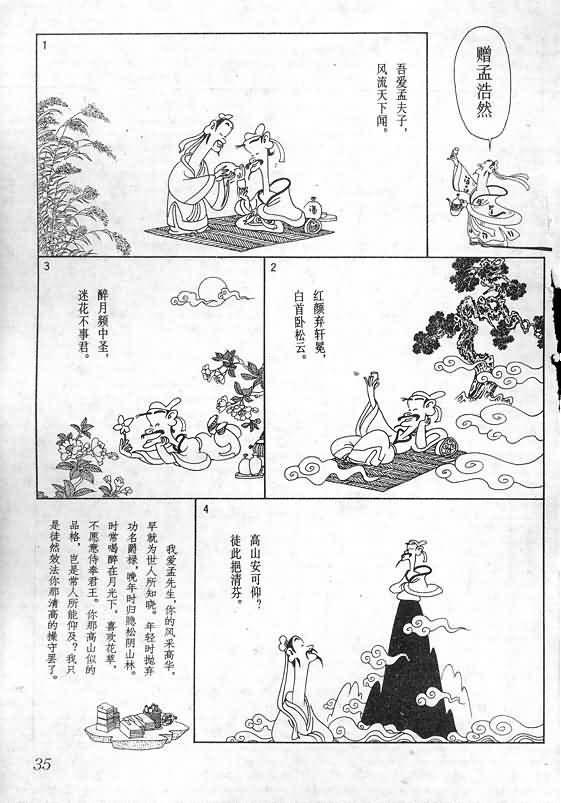 赠孟浩然
1
吾爱孟夫子，
风流天下闻。
酒
2
红颜弃轩冕，
白首卧松云。
3
醉月频中圣，
迷花不事君。
4
高山安可仰？
徒此挹清芬。
我爱孟先生，你的风采高华，
早就为世人所知晓。年轻时抛弃
功名爵禄，晚年时归隐松阴山林。
时常喝醉在月光下，喜欢花草，
不愿意侍奉君王。你那高山似的
品格，岂是常人所能仰及？我只
是徒然效法你那清高的操守罢了。
35